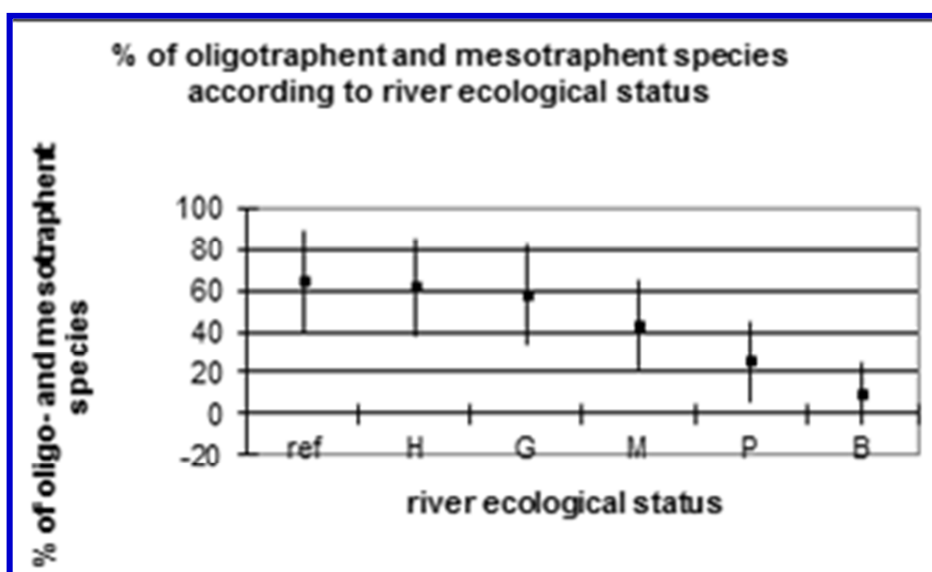 % of oligotraphent and mesotraphent species
according to river ecological status
% of oligo- and mesotraphent
species
100
80
60
40
20
0
-20
ref H G M P B
river ecological status